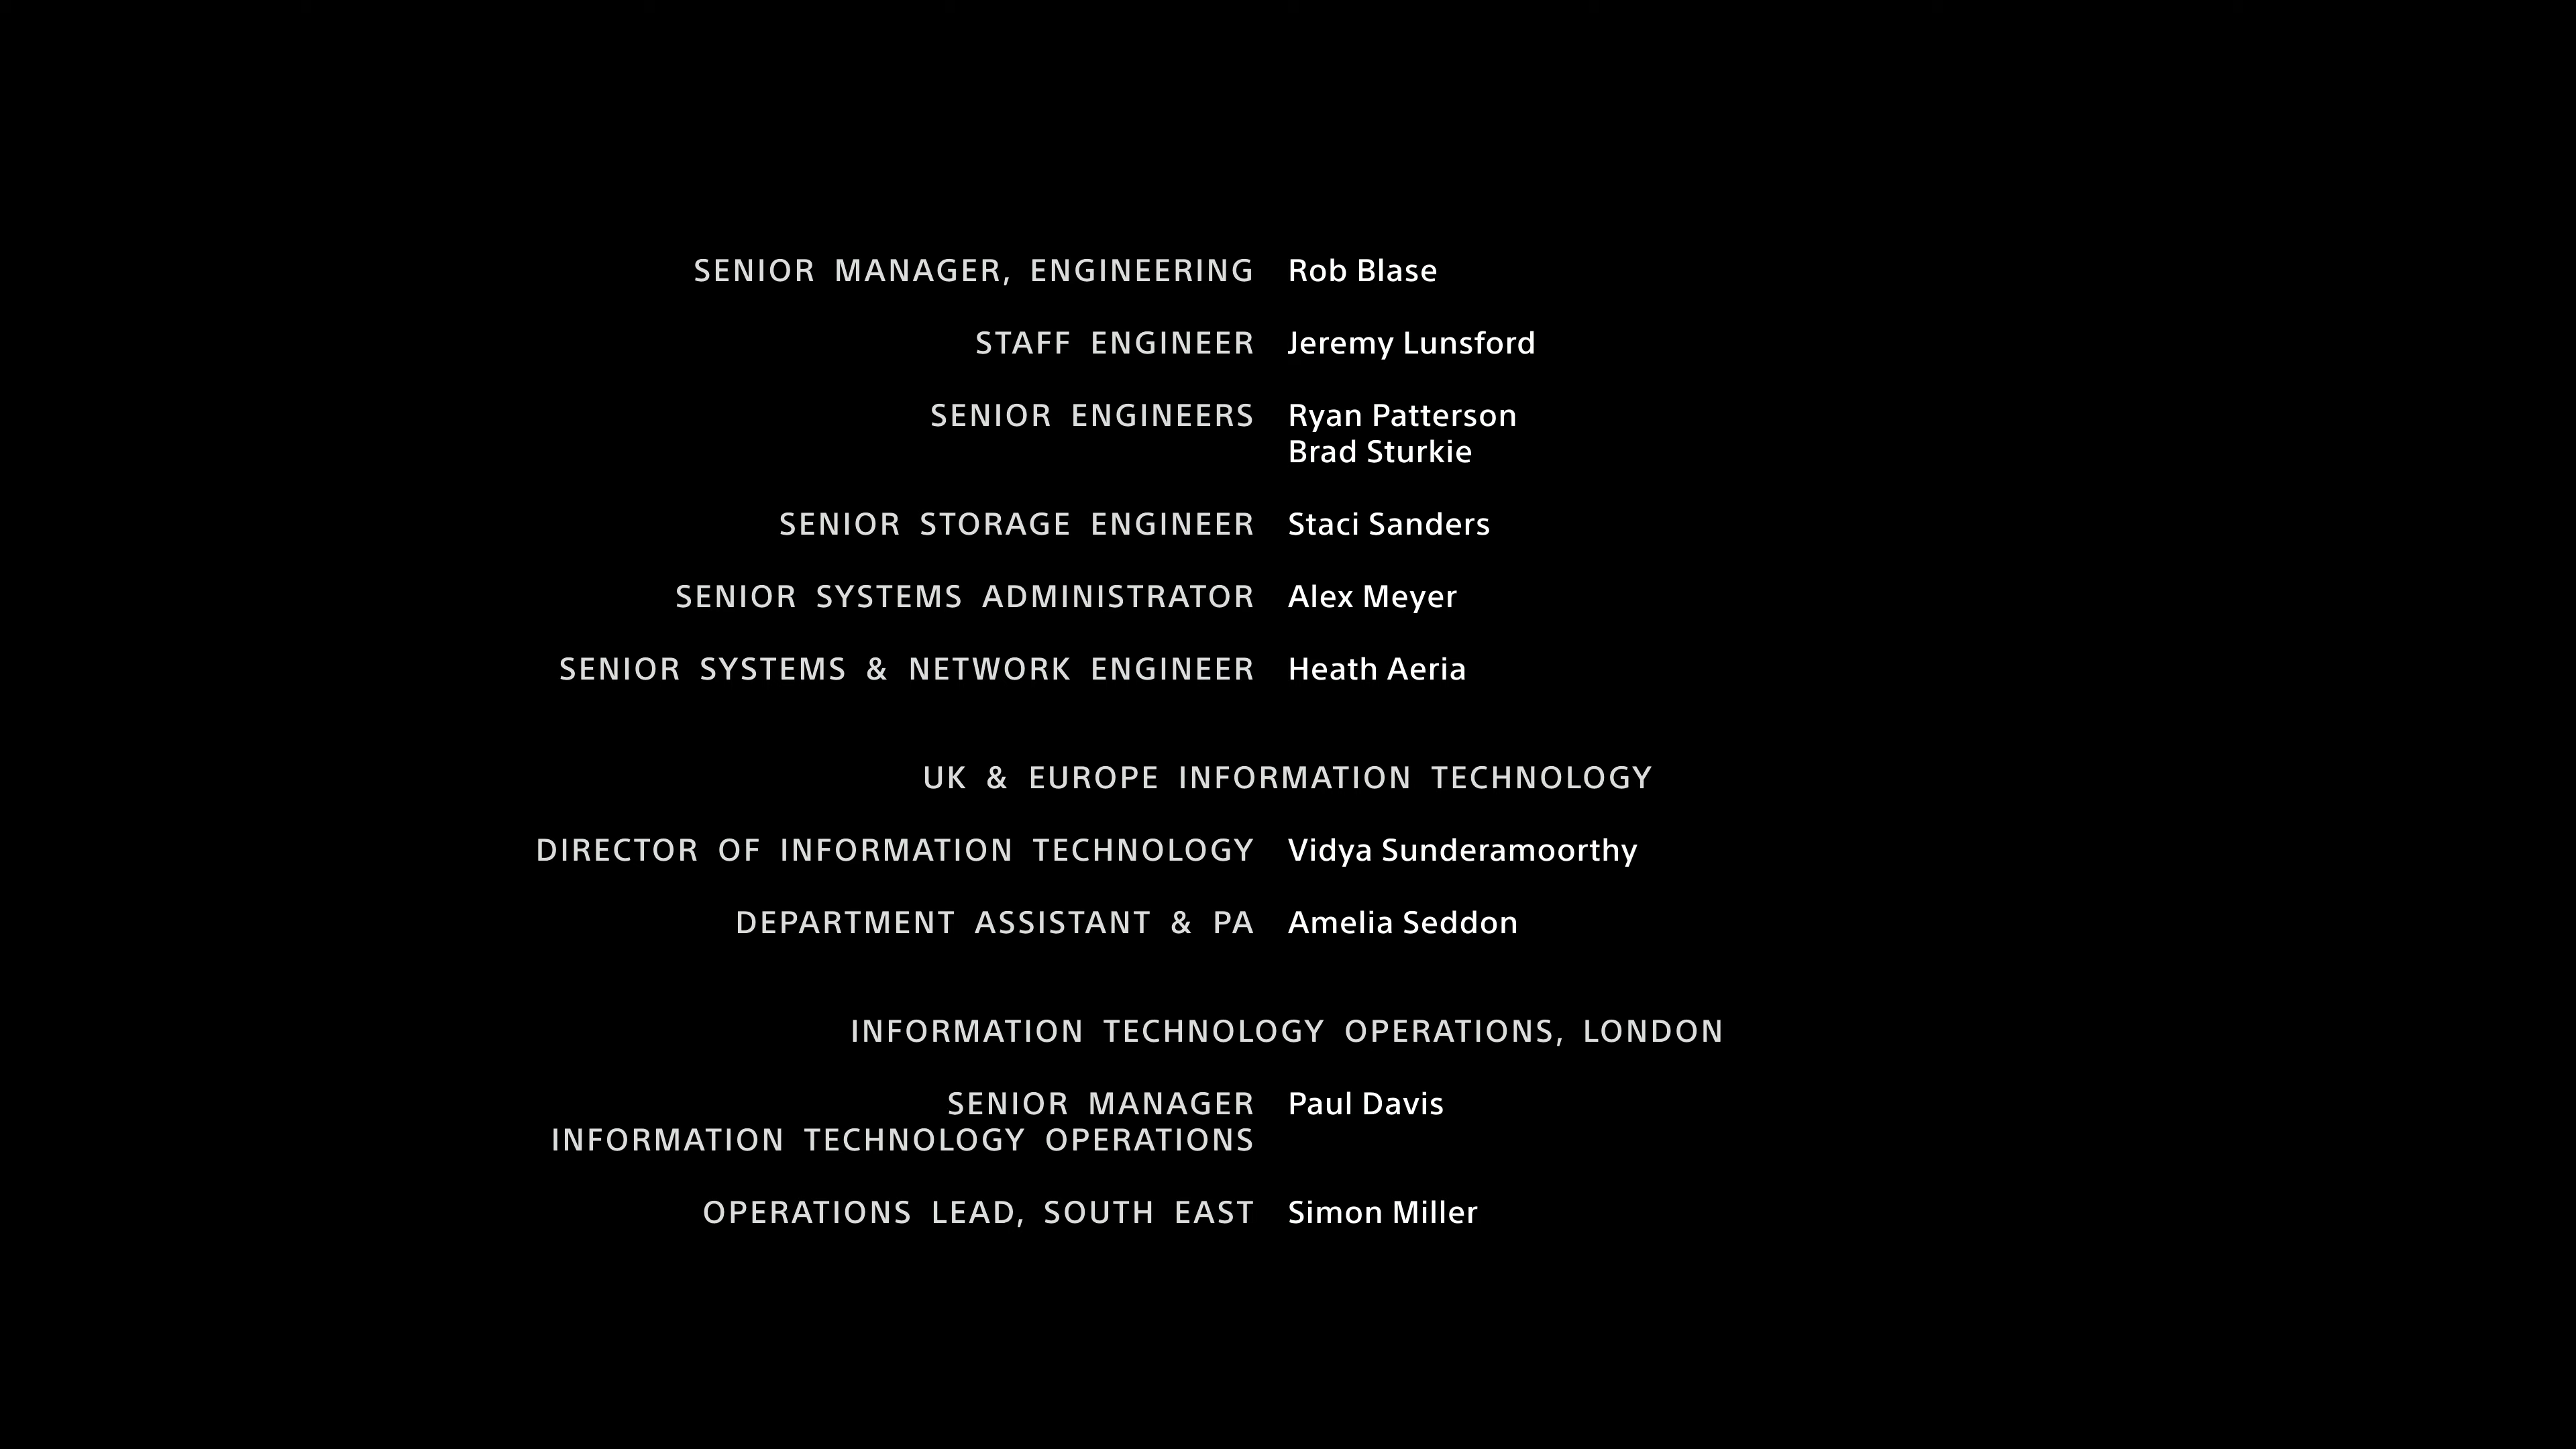 SENIOR MANAGER, ENGINEERING Rob Blase
STAFF ENGINEER Jeremy Lunsford
SENIOR ENGINEERS Ryan Patterson
Brad Sturkie
SENIOR STORAGE ENGINEER Staci Sanders
SENIOR SYSTEMS ADMINISTRATOR Alex Meyer
SENIOR SYSTEMS & NETWORK ENGINEER Heath Aeria
UK & EUROPE INFORMATION TECHNOLOGY
DIRECTOR OF INFORMATION TECHNOLOGY Vidya Sunderamoorthy
DEPARTMENT ASSISTANT & PA Amelia Seddon
INFORMATION TECHNOLOGY OPERATIONS, LONDON
SENIOR MANAGER Paul Davis
INFORMATION TECHNOLOGY OPERATIONS
OPERATIONS LEAD, SOUTH EAST Simon Miller